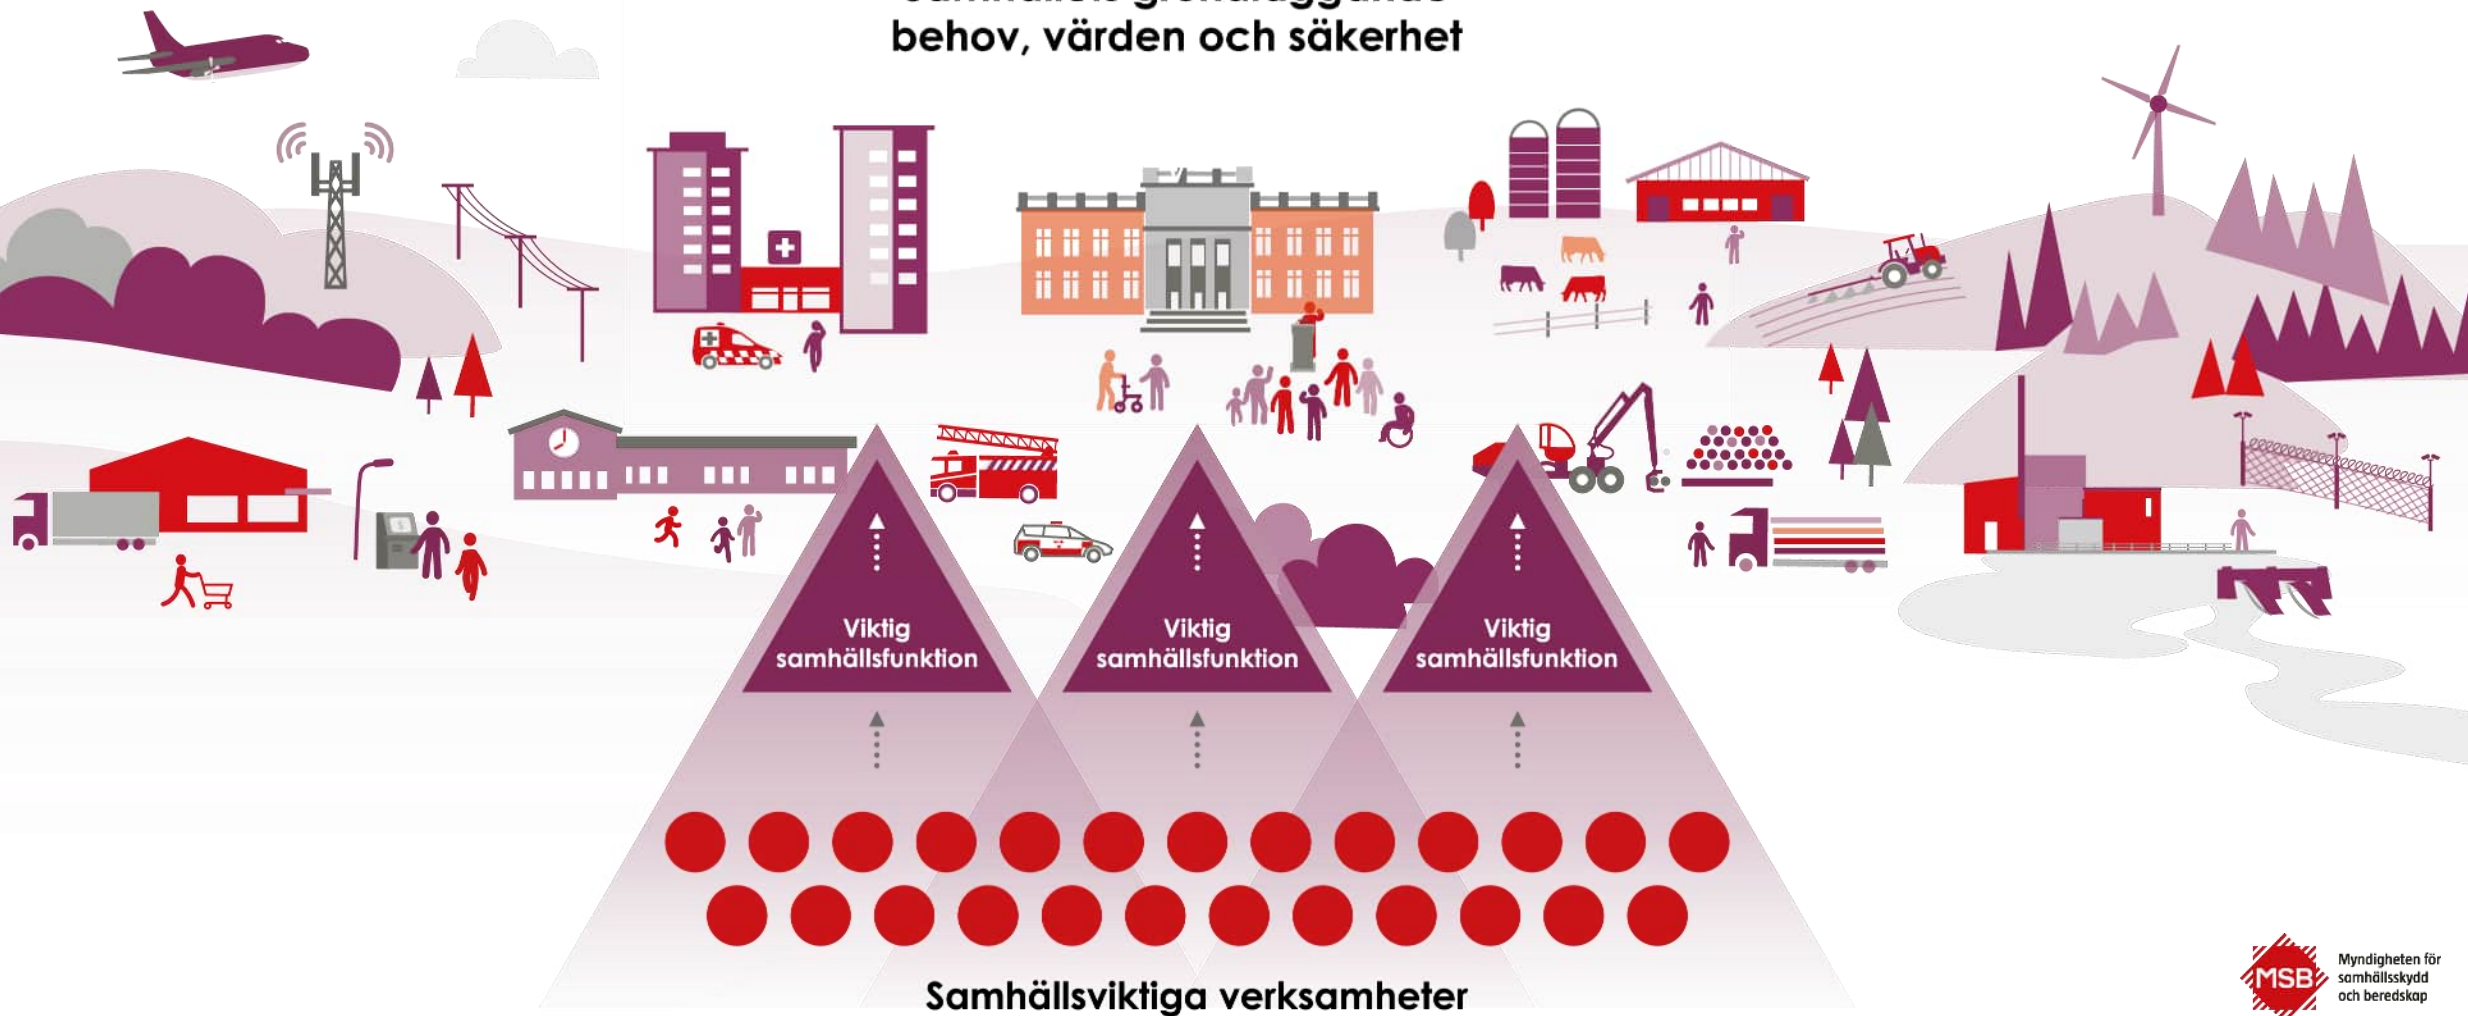 behov, värden och säkerhet
Viktig
samhällsfunktion
Viktig
samhällsfunktion
Viktig
samhällsfunktion
Samhällsviktiga verksamheter
MSB
Myndigheten för
samhällsskydd
och beredskap